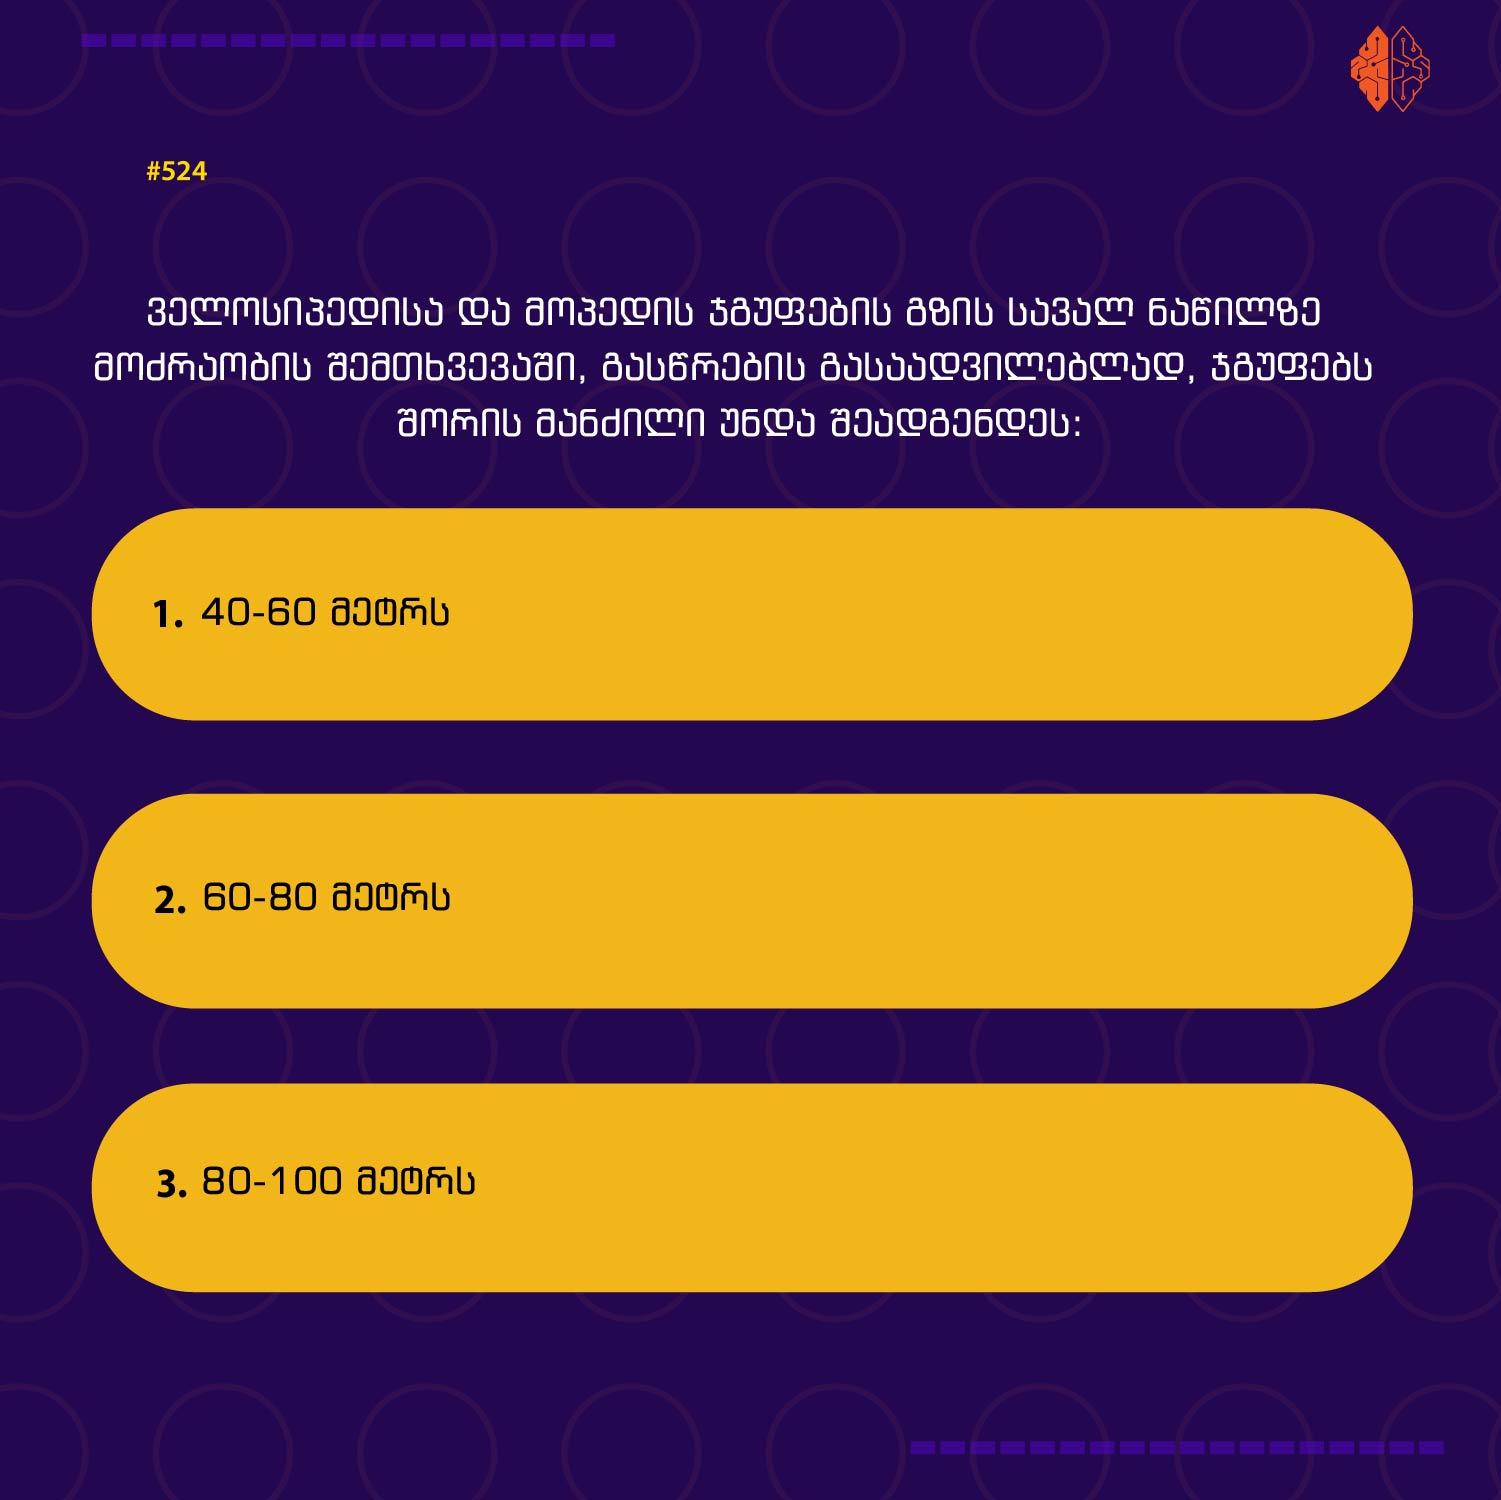 #524
ველოსიპედისა და მოპედის ჯგუფების გზის სავალ ნაწილზე
მოძრაობის შემთხვევაში, გასწრების გასაადვილებლად, ჯგუფებს
შორის მანძილი უნდა შეადგენდეს:
1. 40-60 მეტრს
2. 60-80 მეტრს
3. 80-100 მეტრს